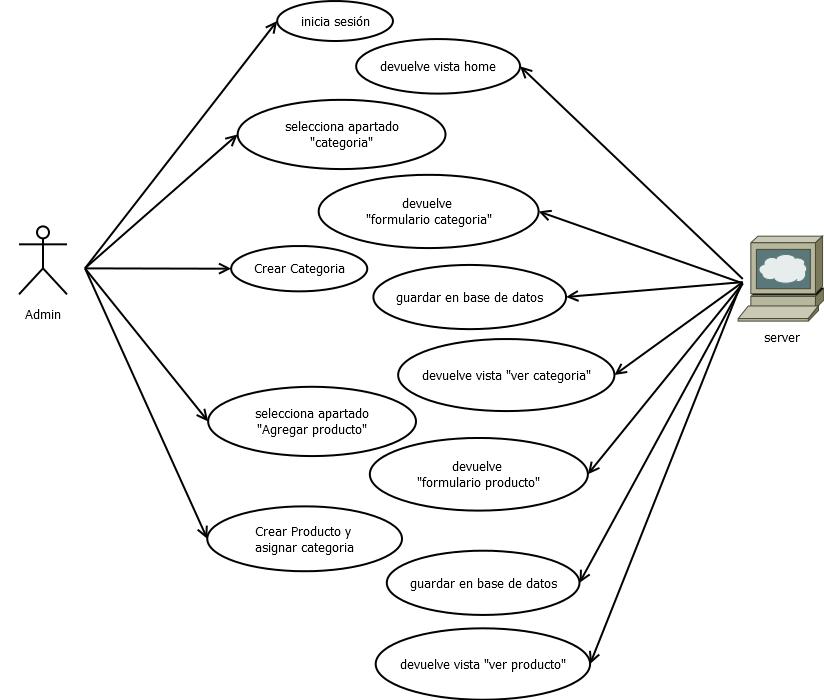 inicia sesión
devuelve vista home
selecciona apartado
"categoria"
devuelve
"formulario categoria"
Crear Categoria
guardar en base de datos
Admin
server
devuelve vista "ver categoria"
selecciona apartado
"Agregar producto"
devuelve
"formulario producto"
Crear Producto y
asignar categoria
guardar en base de datos
devuelve vista "ver producto"